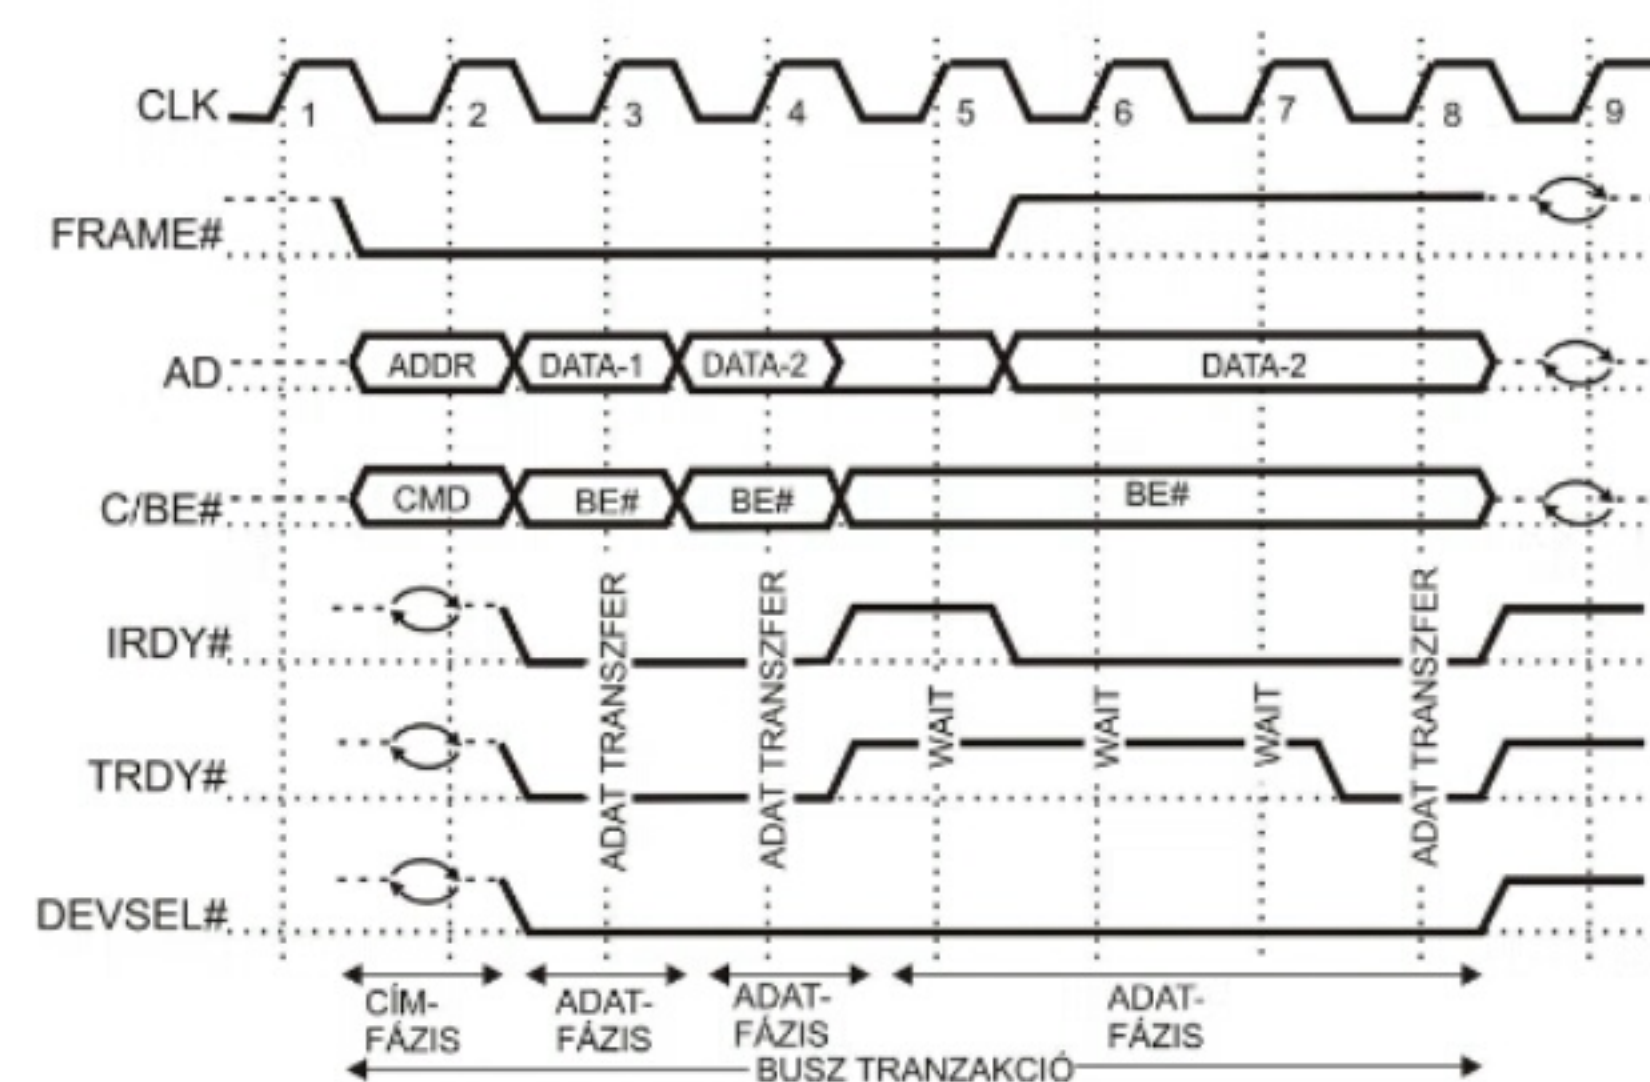 CLK 1 2 3 4 5 6 7 8 9
FRAME#
AD ADDR DATA-1 DATA-2 DATA-2
C/BE# CMD BE# BE# BE#
IRDY#
TRDY#
DEVSEL#
ADAT TRANSZFER
ADAT TRANSZFER
WAIT
WAIT
WAIT
ADAT TRANSZFER
CÍM-
FÁZIS
ADAT-
FÁZIS
ADAT-
FÁZIS
ADAT-
FÁZIS
BUSZ TRANZAKCIÓ